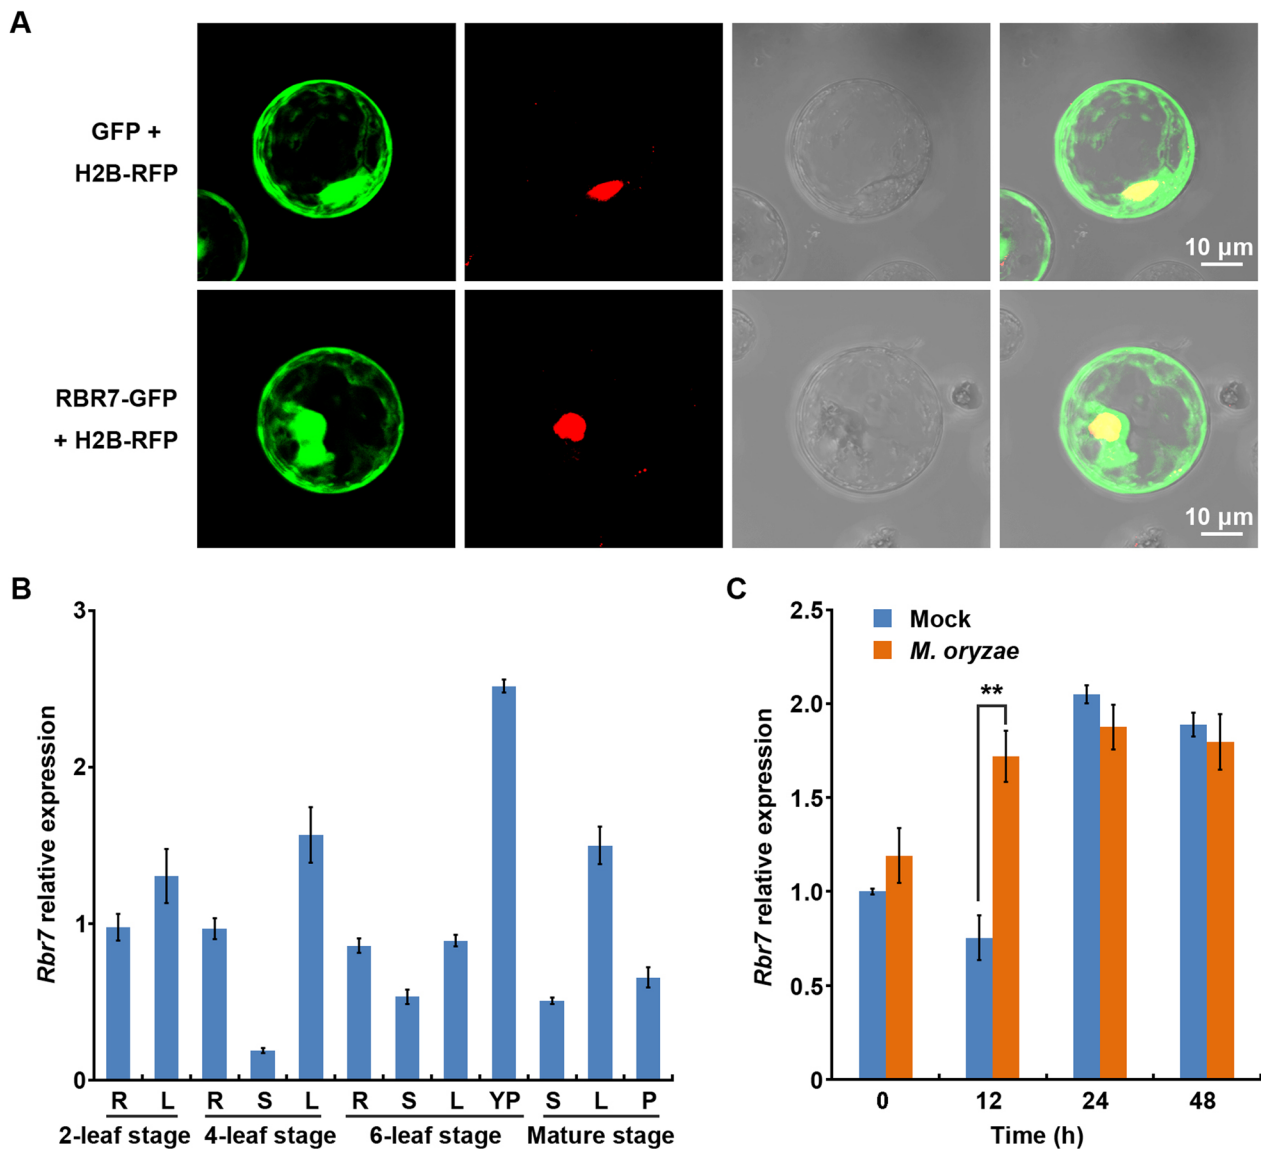 A
GFP +
H2B-RFP
10 µm
RBR7-GFP
+ H2B-RFP
10 µm
B
3
2
1
0
Rbr7 relative expression
R L R S L R S L YP S L P
2-leaf stage 4-leaf stage 6-leaf stage Mature stage
C
2.5
2.0
1.5
1.0
0.5
0
Rbr7 relative expression
Mock
M. oryzae
**
0 12 24 48
Time (h)